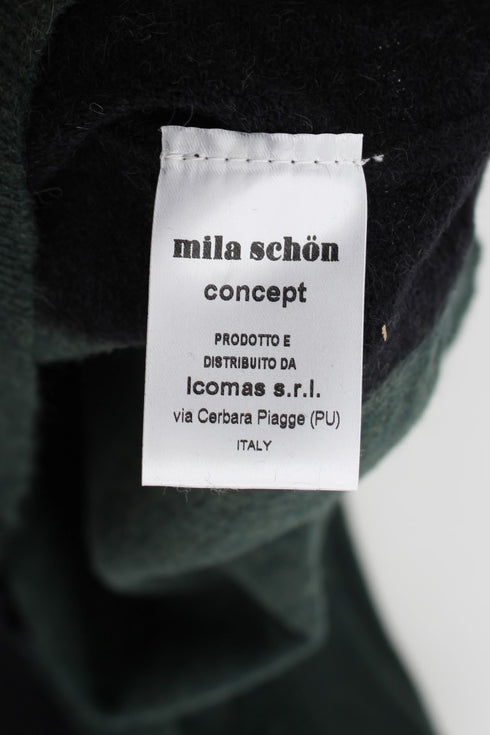 mila schön
concept
PRODOTTO E
DISTRIBUITO DA
Icomas s.r.l.
via Cerbara Piagge (PU)
ITALY